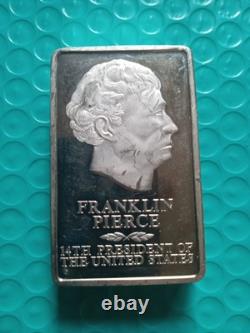 FRANKLIN
PIERCE
14TH PRESIDENT OF
THE UNITED STATES